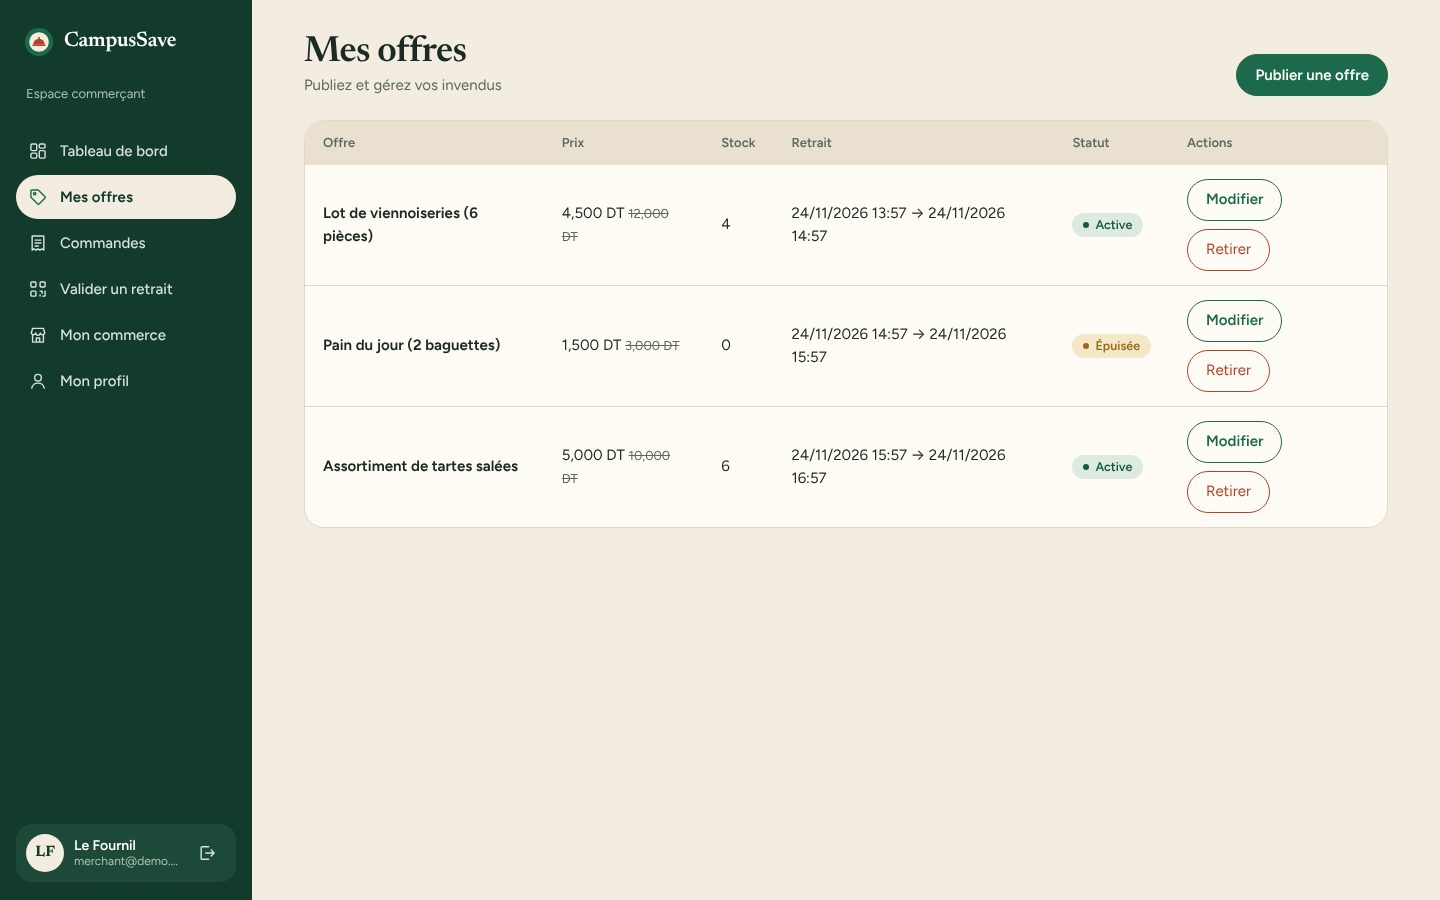 CampusSave
Espace commerçant
Tableau de bord
Mes offres
Commandes
Valider un retrait
Mon commerce
Mon profil
LF
Le Fournil
merchant@demo....
Mes offres
Publiez et gérez vos invendus
Publier une offre
Offre Prix Stock Retrait Statut Actions
Lot de viennoiseries (6
pièces)
4,500 DT 12,000
DT
4
24/11/2026 13:57 → 24/11/2026
14:57
Active
Modifier
Retirer
Pain du jour (2 baguettes)
1,500 DT 3,000 DT
0
24/11/2026 14:57 → 24/11/2026
15:57
Épuisée
Modifier
Retirer
Assortiment de tartes salées
5,000 DT 10,000
DT
6
24/11/2026 15:57 → 24/11/2026
16:57
Active
Modifier
Retirer